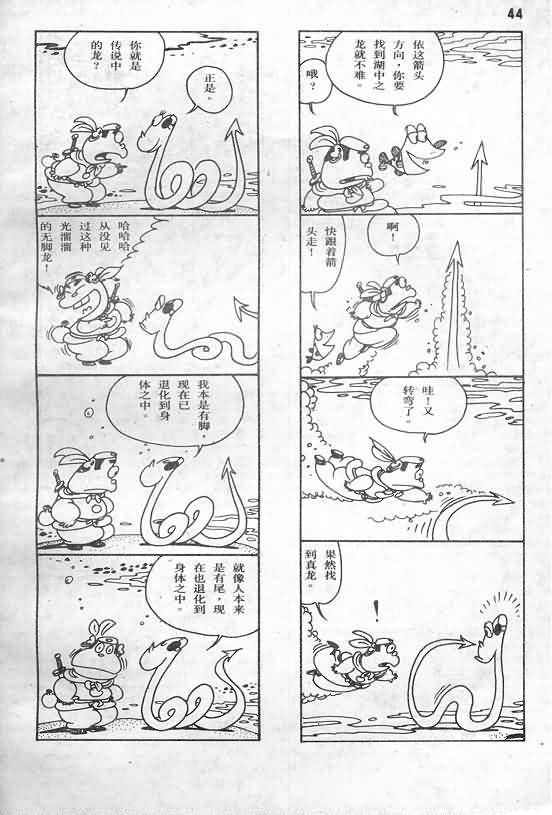 44
依这箭头
方向，你要
找到湖中之
龙就不难。
哦？
啊！
快跟着箭
头走！
哇！又
转弯了。
果然找
到真龙。
！
你就是
传说中
的龙？
正是。
哈哈哈
从没见
过这种
光溜溜
的无脚龙！
我本是有脚，
现在已
退化到身
体之中。
就像人本来
是有尾，现
在也退化到
身体之中。